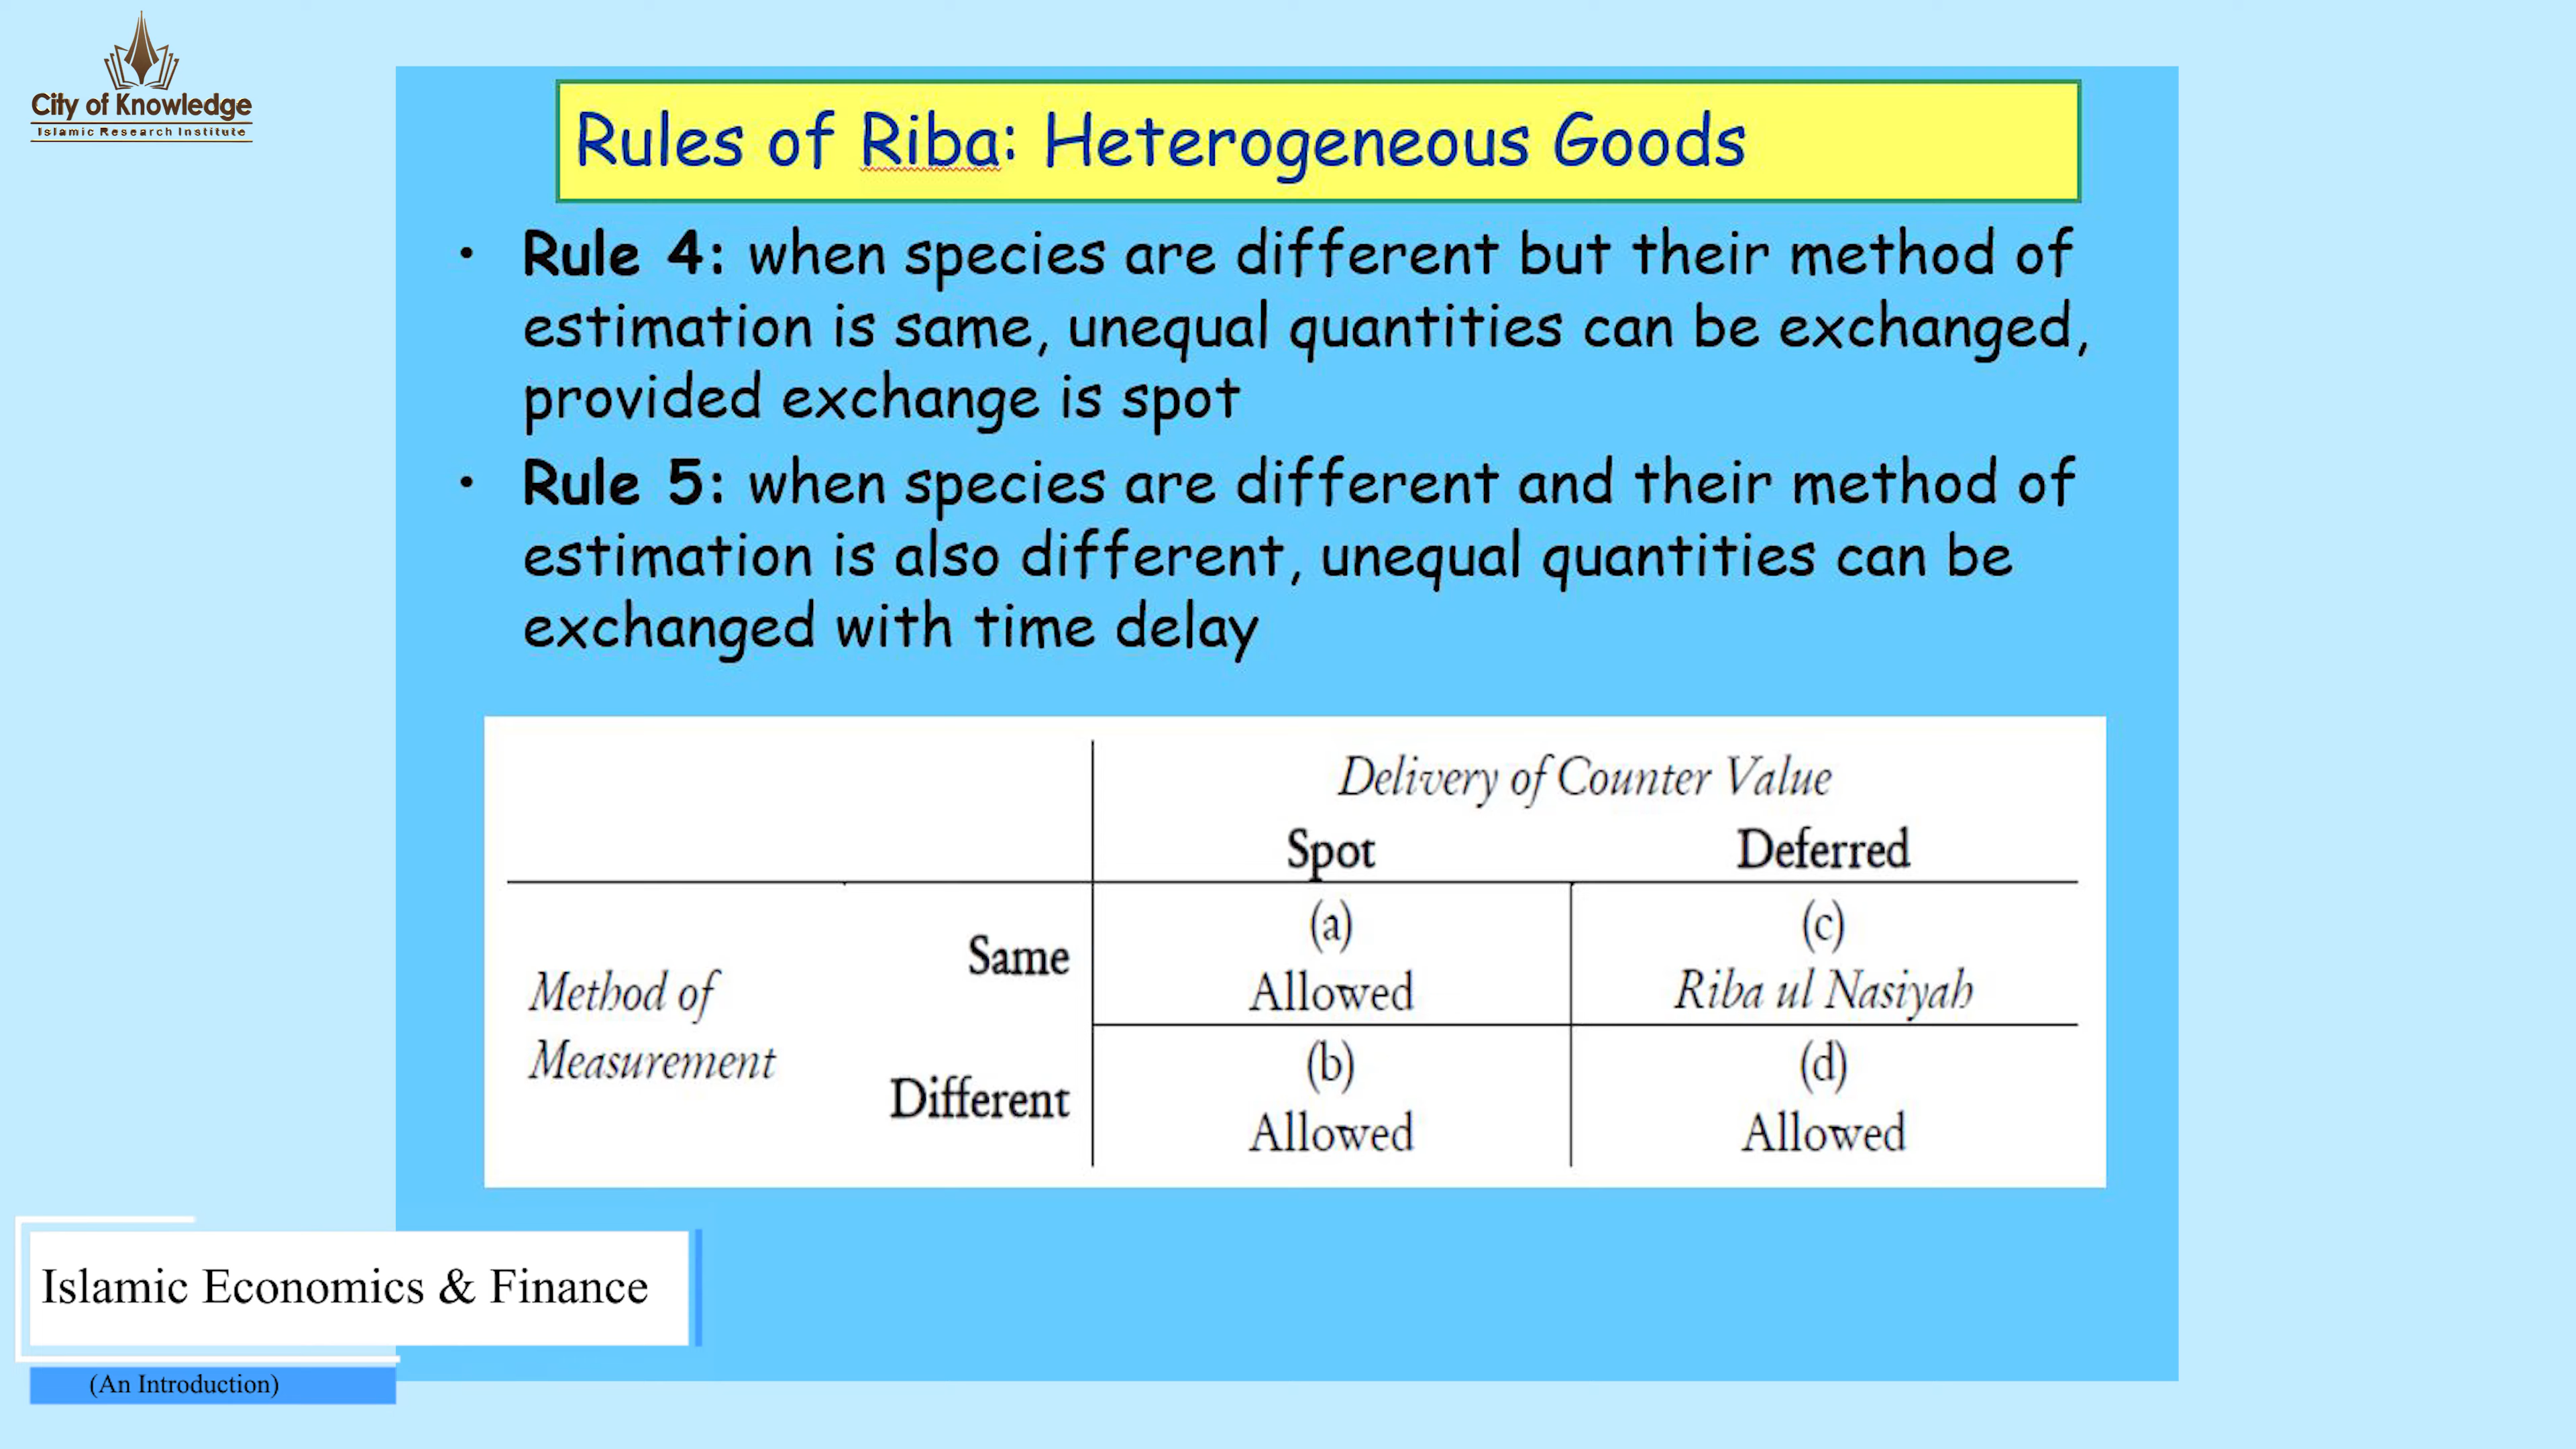 City of Knowledge
Islamic Research Institute
Rules of Riba: Heterogeneous Goods
• Rule 4: when species are different but their method of
estimation is same, unequal quantities can be exchanged,
provided exchange is spot
• Rule 5: when species are different and their method of
estimation is also different, unequal quantities can be
exchanged with time delay
Delivery of Counter Value
Spot Deferred
Method of Measurement
Same
(a) Allowed
(c) Riba ul Nasiyah
Different
(b) Allowed
(d) Allowed
Islamic Economics & Finance
(An Introduction)